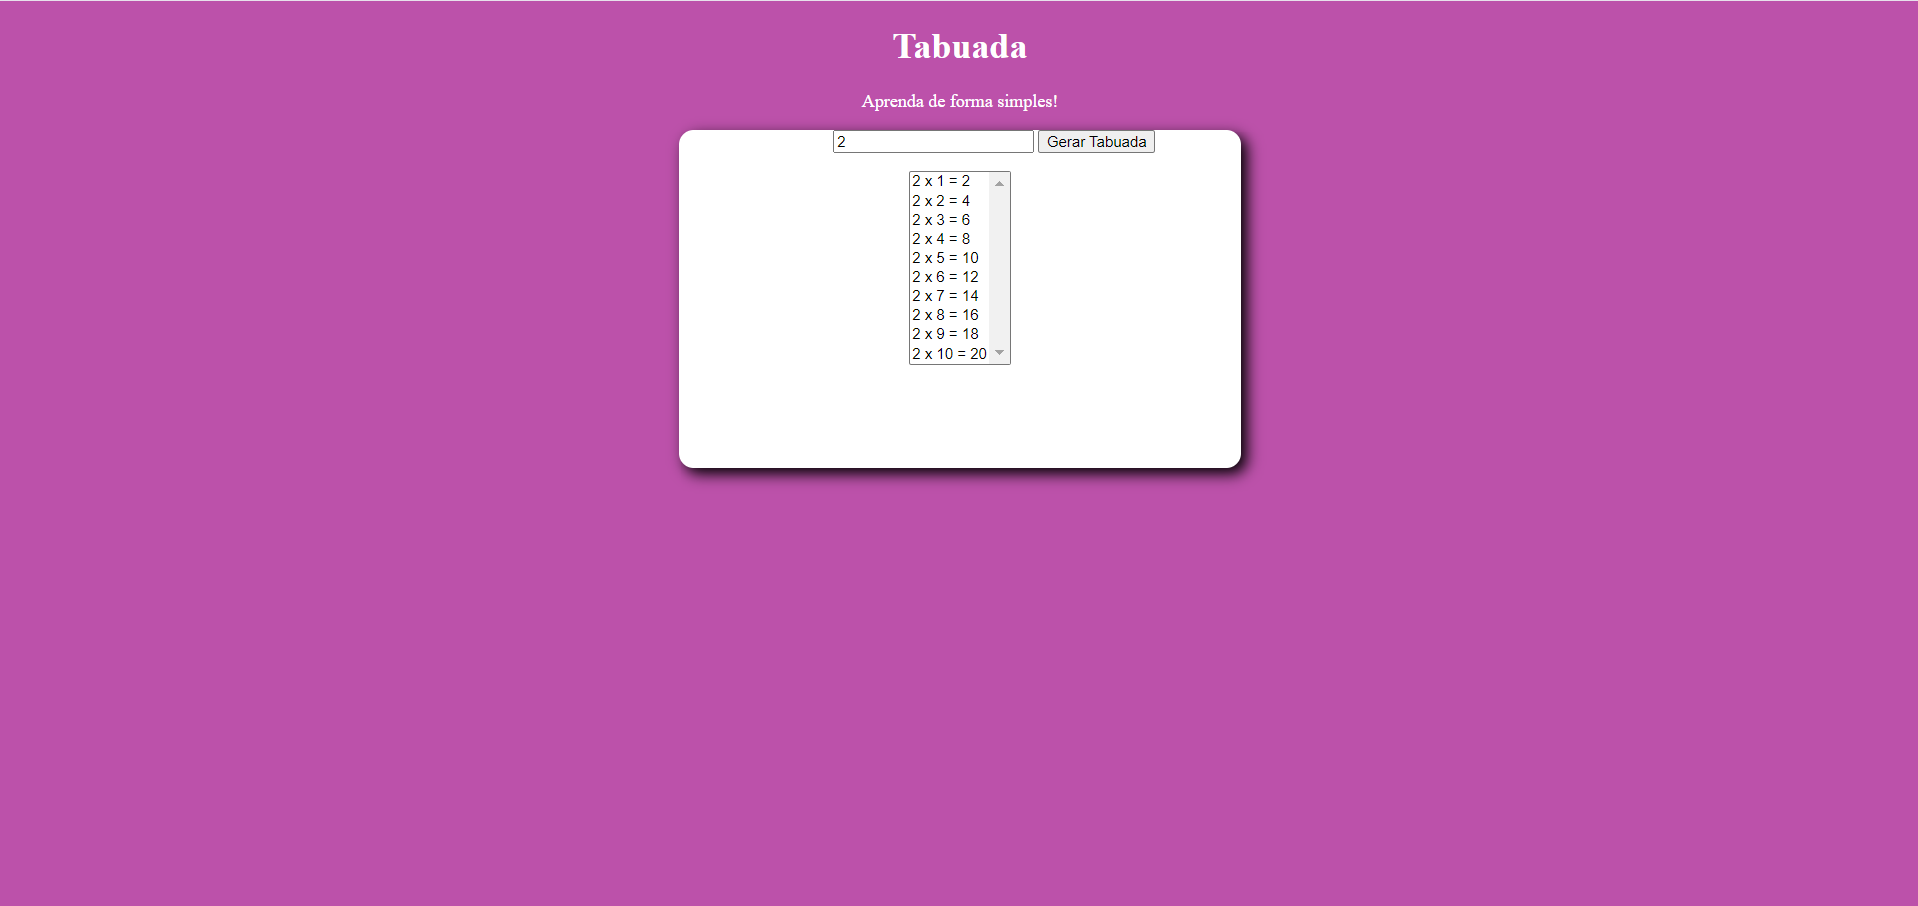 Tabuada
Aprenda de forma simples!
2 Gerar Tabuada
2 x 1 = 2
2 x 2 = 4
2 x 3 = 6
2 x 4 = 8
2 x 5 = 10
2 x 6 = 12
2 x 7 = 14
2 x 8 = 16
2 x 9 = 18
2 x 10 = 20